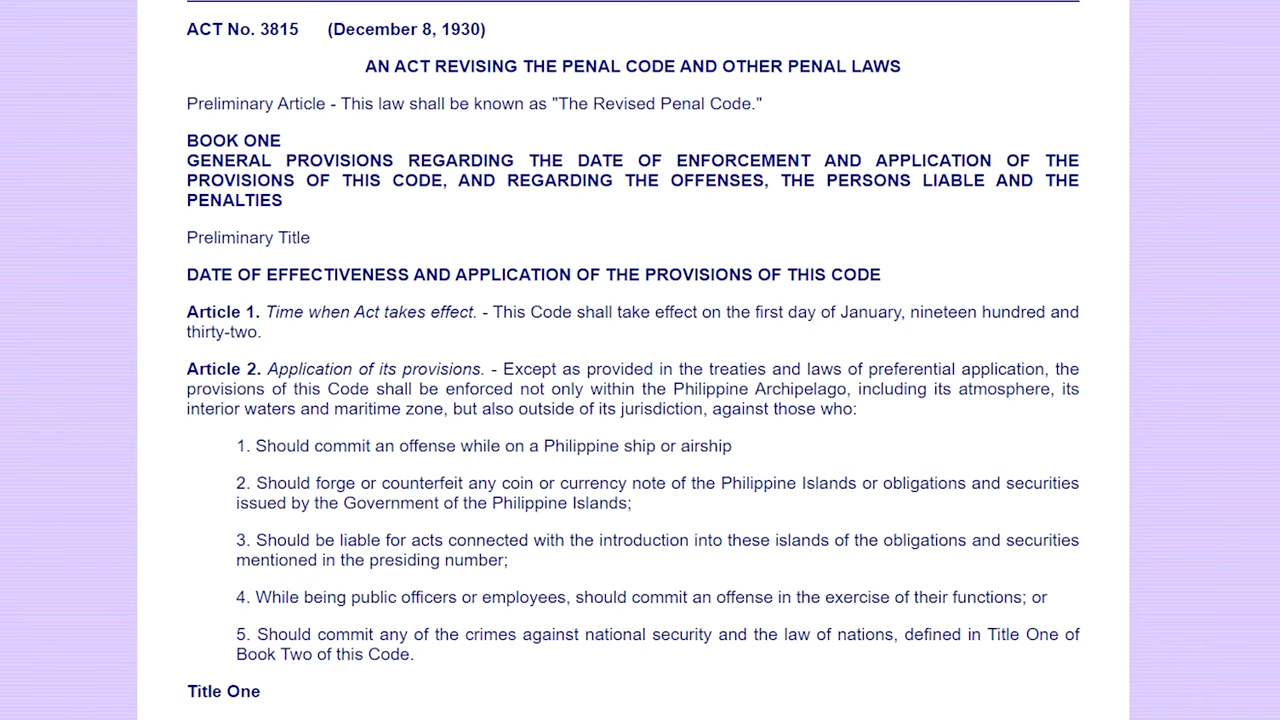 ACT No. 3815 (December 8, 1930)
AN ACT REVISING THE PENAL CODE AND OTHER PENAL LAWS
Preliminary Article - This law shall be known as "The Revised Penal Code."
BOOK ONE
GENERAL PROVISIONS REGARDING THE DATE OF ENFORCEMENT AND APPLICATION OF THE
PROVISIONS OF THIS CODE, AND REGARDING THE OFFENSES, THE PERSONS LIABLE AND THE
PENALTIES
Preliminary Title
DATE OF EFFECTIVENESS AND APPLICATION OF THE PROVISIONS OF THIS CODE
Article 1. Time when Act takes effect. - This Code shall take effect on the first day of January, nineteen hundred and
thirty-two.
Article 2. Application of its provisions. - Except as provided in the treaties and laws of preferential application, the
provisions of this Code shall be enforced not only within the Philippine Archipelago, including its atmosphere, its
interior waters and maritime zone, but also outside of its jurisdiction, against those who:
1. Should commit an offense while on a Philippine ship or airship
2. Should forge or counterfeit any coin or currency note of the Philippine Islands or obligations and securities
issued by the Government of the Philippine Islands;
3. Should be liable for acts connected with the introduction into these islands of the obligations and securities
mentioned in the presiding number;
4. While being public officers or employees, should commit an offense in the exercise of their functions; or
5. Should commit any of the crimes against national security and the law of nations, defined in Title One of
Book Two of this Code.
Title One